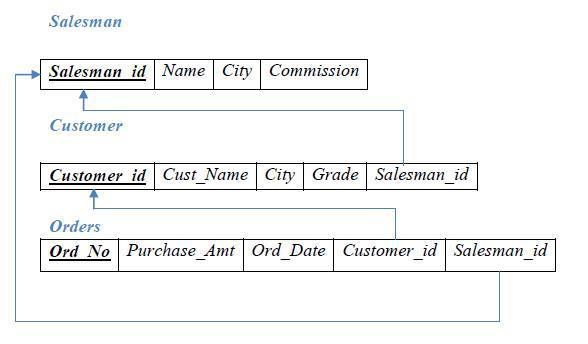 Salesman
Salesman_id Name City Commission
Customer
Customer_id Cust_Name City Grade Salesman_id
Orders
Ord_No Purchase_Amt Ord_Date Customer_id Salesman_id